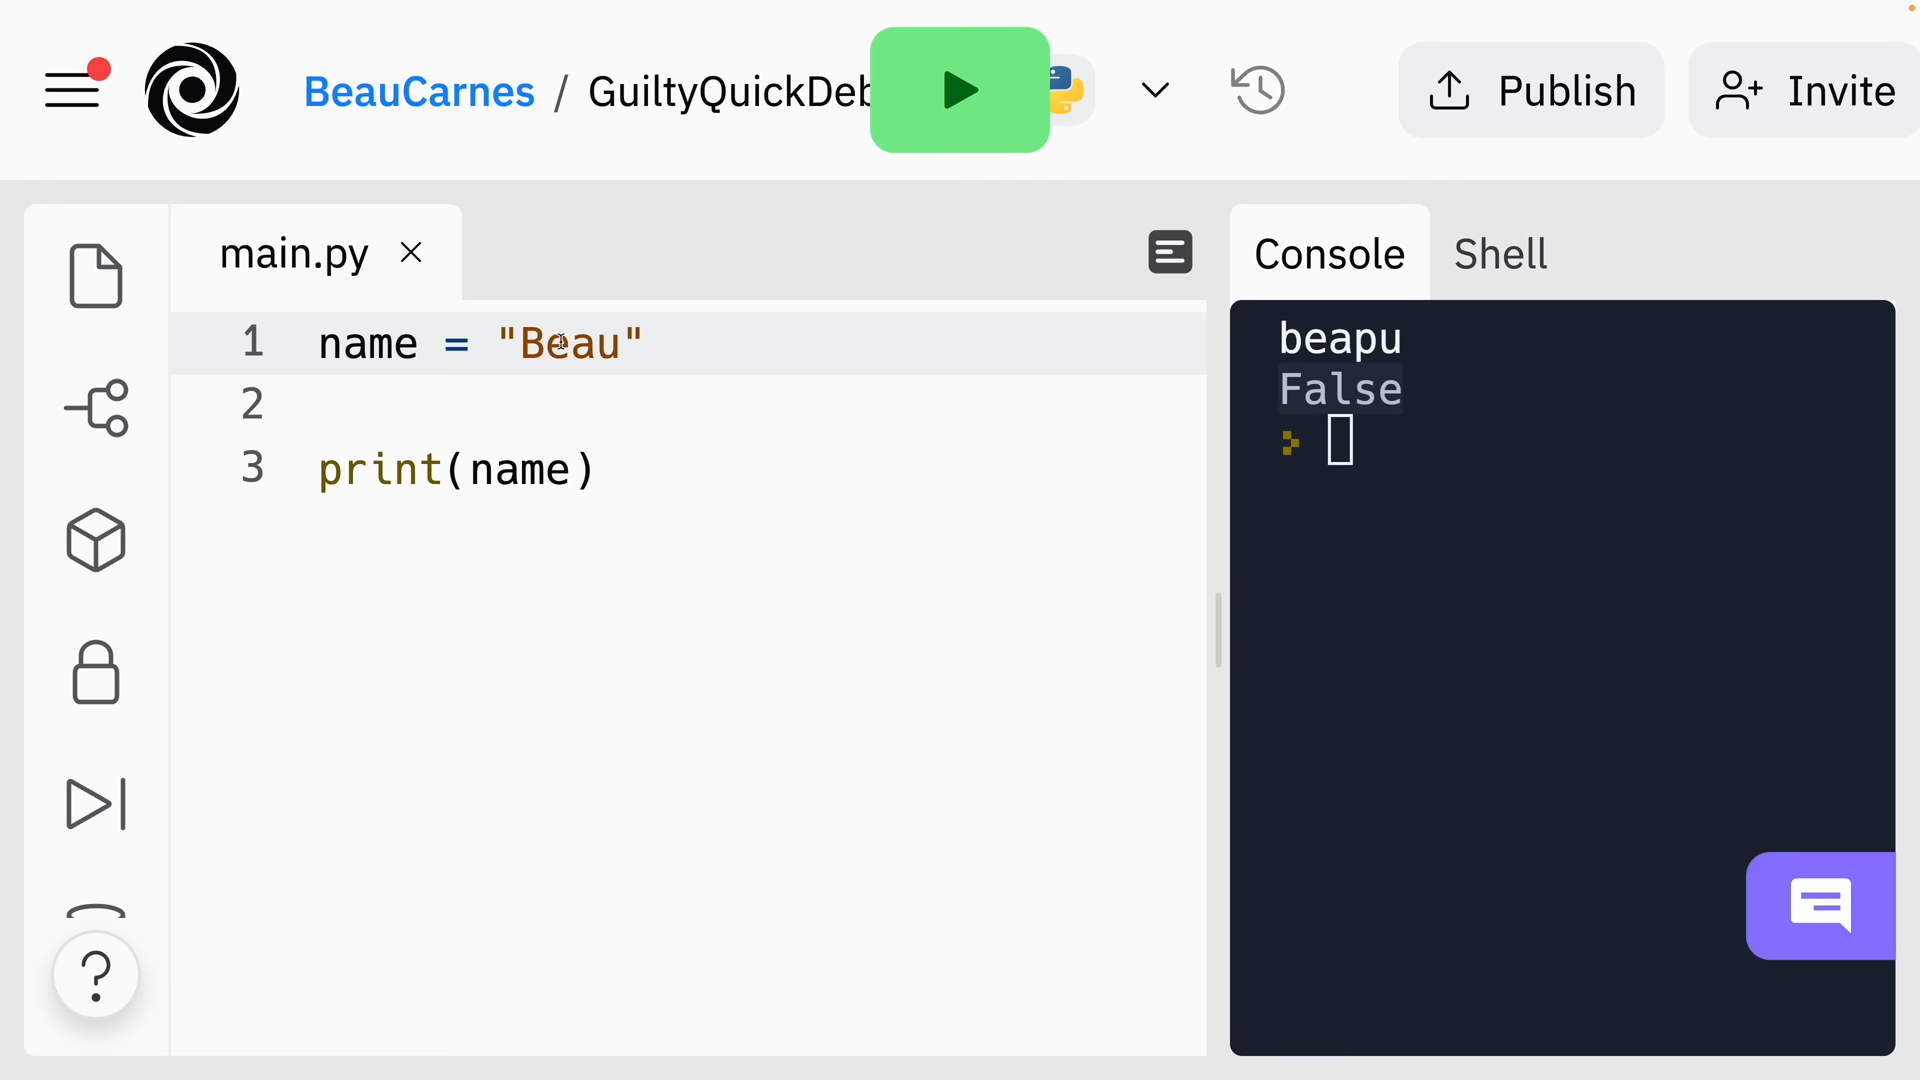 BeauCarnes / GuiltyQuickDeb
Publish
Invite
main.py
Console
Shell
1 name = "Beau"
2
3 print(name)
beapu
False
?